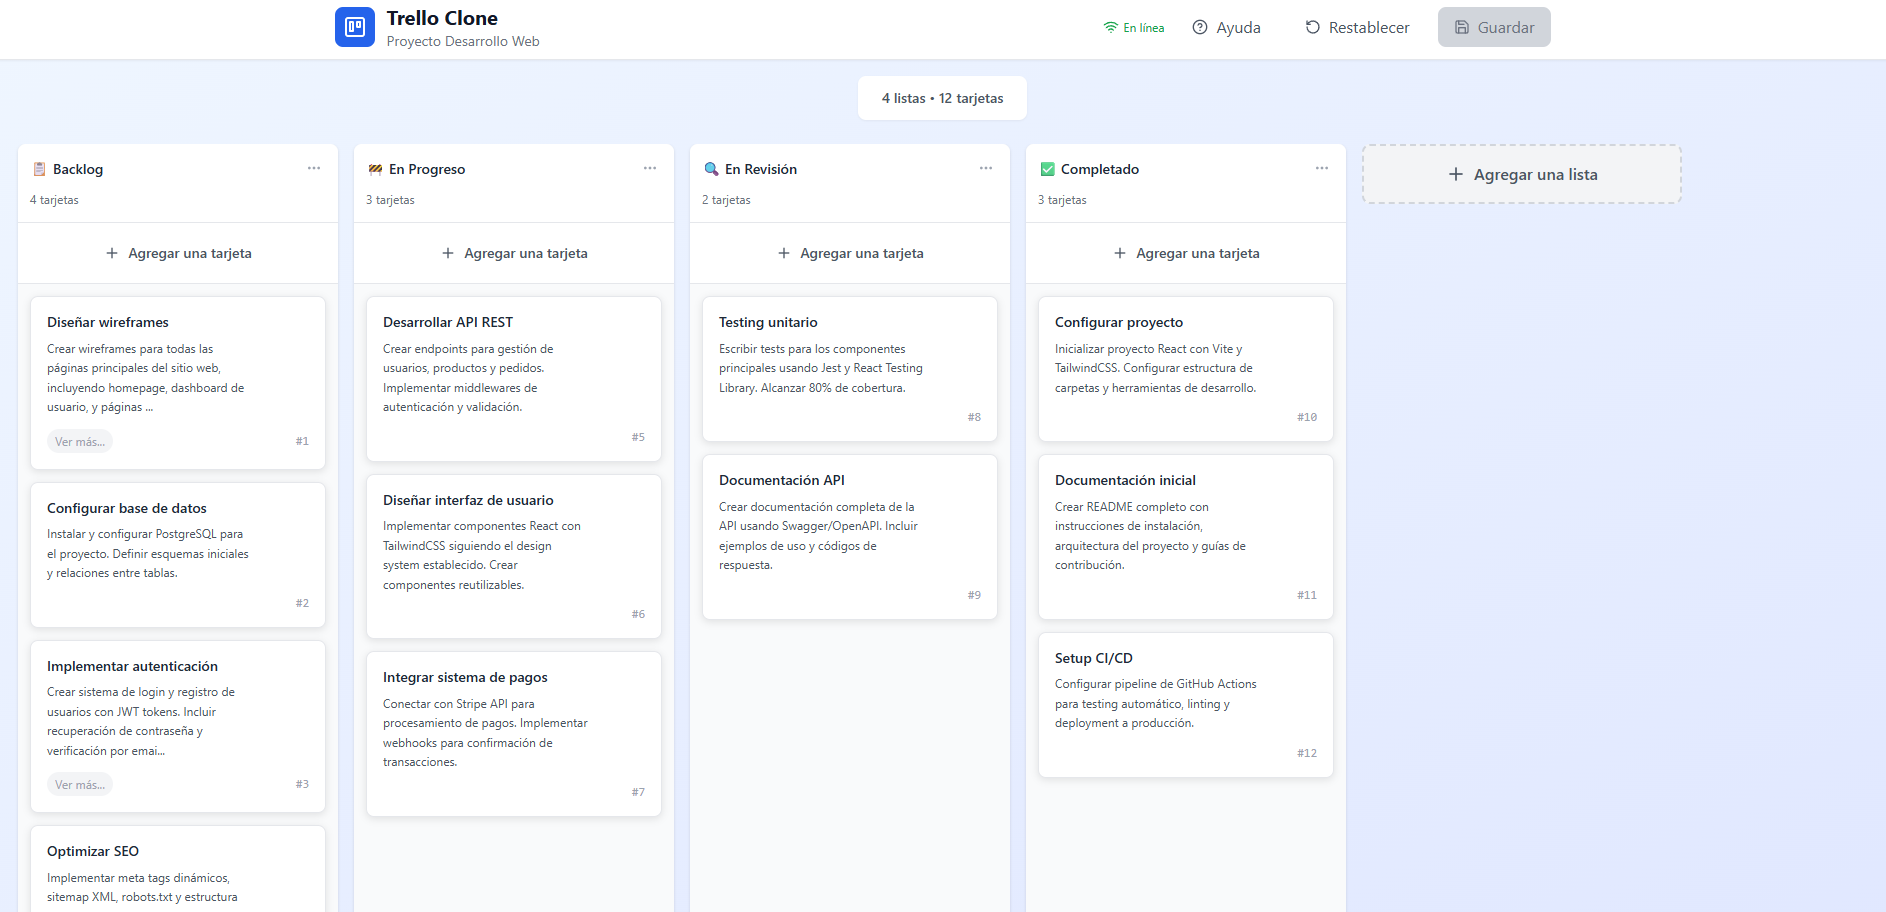 Trello Clone
Proyecto Desarrollo Web
En línea
Ayuda
Restablecer
Guardar
4 listas • 12 tarjetas
Backlog
4 tarjetas
Agregar una tarjeta
Diseñar wireframes
Crear wireframes para todas las
páginas principales del sitio web,
incluyendo homepage, dashboard de
usuario, y páginas ...
Ver más...
#1
Configurar base de datos
Instalar y configurar PostgreSQL para
el proyecto. Definir esquemas iniciales
y relaciones entre tablas.
#2
Implementar autenticación
Crear sistema de login y registro de
usuarios con JWT tokens. Incluir
recuperación de contraseña y
verificación por emai...
Ver más...
#3
Optimizar SEO
Implementar meta tags dinámicos,
sitemap XML, robots.txt y estructura
En Progreso
3 tarjetas
Agregar una tarjeta
Desarrollar API REST
Crear endpoints para gestión de
usuarios, productos y pedidos.
Implementar middlewares de
autenticación y validación.
#5
Diseñar interfaz de usuario
Implementar componentes React con
TailwindCSS siguiendo el design
system establecido. Crear
componentes reutilizables.
#6
Integrar sistema de pagos
Conectar con Stripe API para
procesamiento de pagos. Implementar
webhooks para confirmación de
transacciones.
#7
En Revisión
2 tarjetas
Agregar una tarjeta
Testing unitario
Escribir tests para los componentes
principales usando Jest y React Testing
Library. Alcanzar 80% de cobertura.
#8
Documentación API
Crear documentación completa de la
API usando Swagger/OpenAPI. Incluir
ejemplos de uso y códigos de
respuesta.
#9
Completado
3 tarjetas
Agregar una tarjeta
Configurar proyecto
Inicializar proyecto React con Vite y
TailwindCSS. Configurar estructura de
carpetas y herramientas de desarrollo.
#10
Documentación inicial
Crear README completo con
instrucciones de instalación,
arquitectura del proyecto y guías de
contribución.
#11
Setup CI/CD
Configurar pipeline de GitHub Actions
para testing automático, linting y
deployment a producción.
#12
Agregar una lista